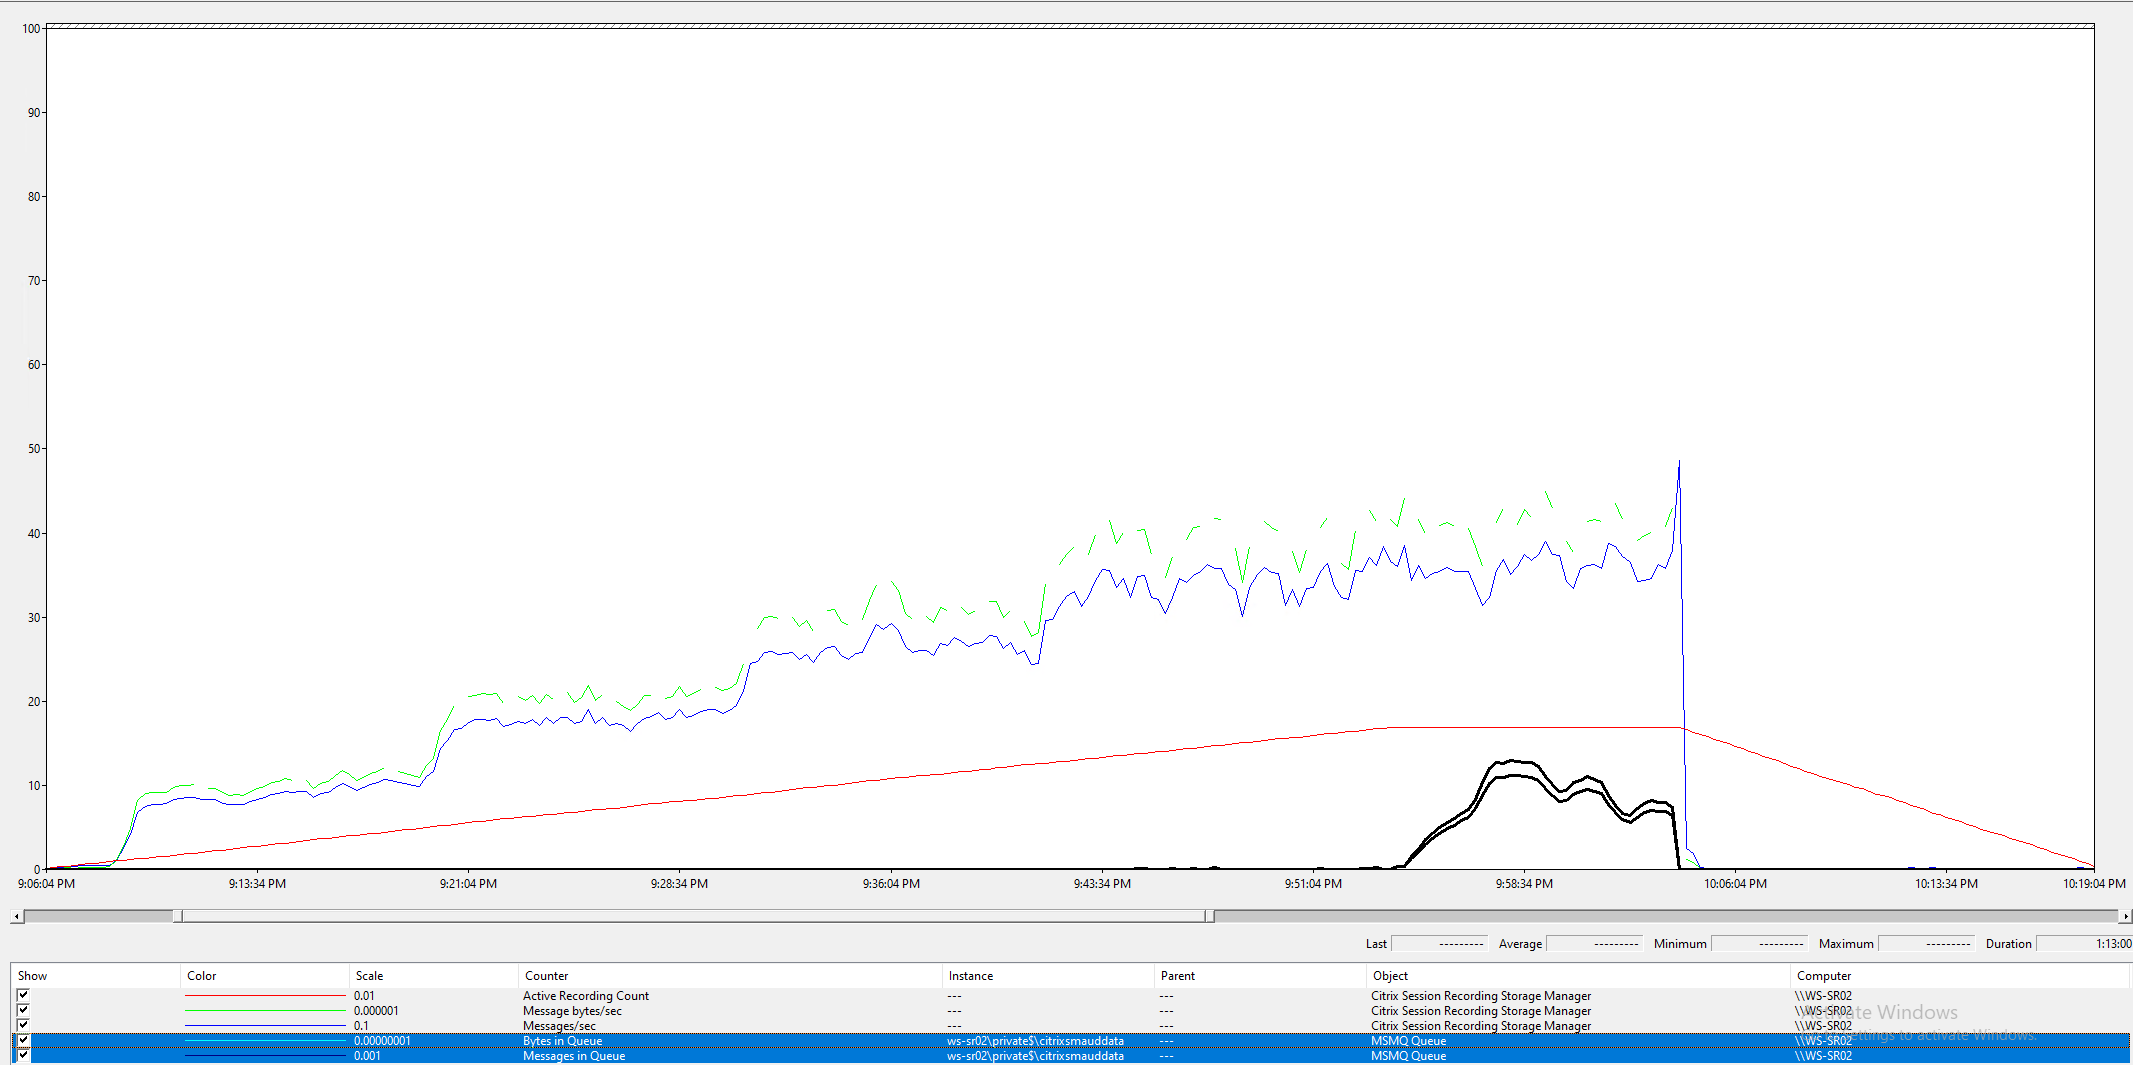 100
90
80
70
60
50
40
30
20
10
0
9:06:04 PM 9:13:34 PM 9:21:04 PM 9:28:34 PM 9:36:04 PM 9:43:34 PM 9:51:04 PM 9:58:34 PM 10:06:04 PM 10:13:34 PM 10:19:04 PM
Last --------- Average --------- Minimum --------- Maximum --------- Duration 1:13:00
Show Color Scale Counter Instance Parent Object Computer
0.01 Active Recording Count --- --- Citrix Session Recording Storage Manager \\WS-SR02
0.000001 Message bytes/sec --- --- Citrix Session Recording Storage Manager \\WS-SR02
0.1 Messages/sec --- --- Citrix Session Recording Storage Manager \\WS-SR02
0.00000001 Bytes in Queue ws-sr02\private$\citrixsmauddata --- MSMQ Queue \\WS-SR02
0.001 Messages in Queue ws-sr02\private$\citrixsmauddata --- MSMQ Queue \\WS-SR02
Activate Windows
Settings to activate Windows.